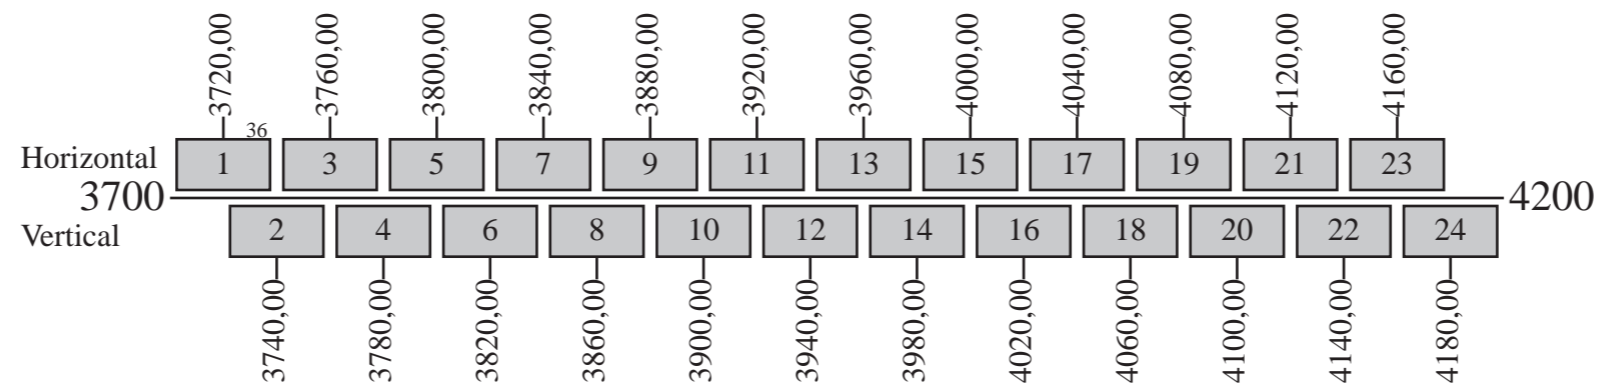 3720,00 3760,00 3800,00 3840,00 3880,00 3920,00 3960,00 4000,00 4040,00 4080,00 4120,00 4160,00
36
Horizontal 1 3 5 7 9 11 13 15 17 19 21 23
3700 4200
Vertical 2 4 6 8 10 12 14 16 18 20 22 24
3740,00 3780,00 3820,00 3860,00 3900,00 3940,00 3980,00 4020,00 4060,00 4100,00 4140,00 4180,00